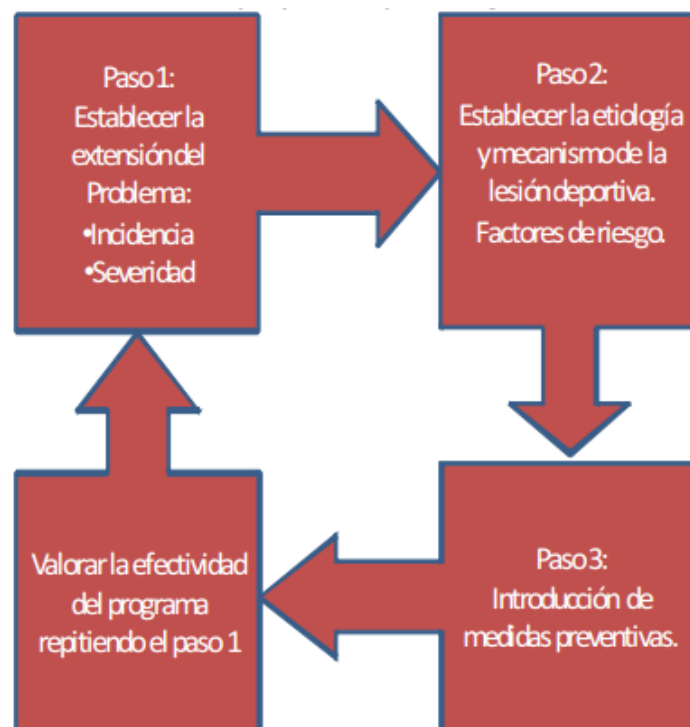 Paso 1:
Establecer la
extensión del
Problema:
•Incidencia
•Severidad
Paso 2:
Establecer la etiología
y mecanismo de la
lesión deportiva.
Factores de riesgo.
Paso 3:
Introducción de
medidas preventivas.
Valorar la efectividad
del programa
repitiendo el paso 1